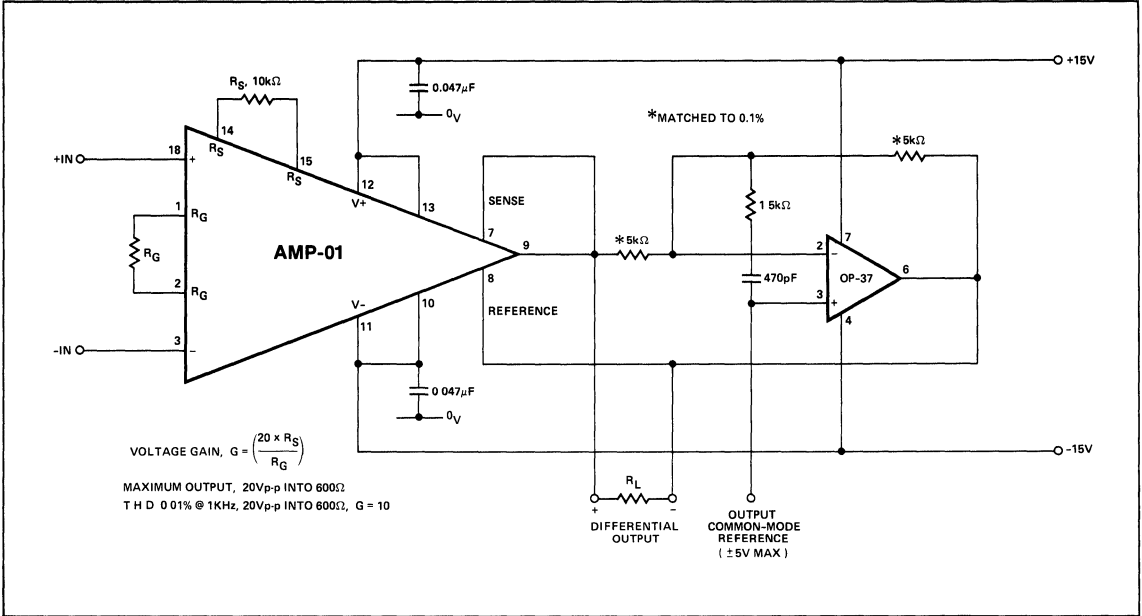 +15V
0.047µF
0V
RS, 10kΩ
*MATCHED TO 0.1%
14
RS
15
RS
*5kΩ
+IN
18
+
12
V+
13
1 5kΩ
1
RG
SENSE
7
RG
AMP-01
9
*5kΩ
2
−
7
OP-37
6
470pF
3
+
4
2
RG
8
REFERENCE
V−
10
11
-IN
3
−
0 047µF
0V
VOLTAGE GAIN, G = (20 x RS / RG)
-15V
MAXIMUM OUTPUT, 20Vp-p INTO 600Ω
T H D 0 01% @ 1KHz, 20Vp-p INTO 600Ω, G = 10
RL
+
−
DIFFERENTIAL
OUTPUT
OUTPUT
COMMON-MODE
REFERENCE
( ±5V MAX )